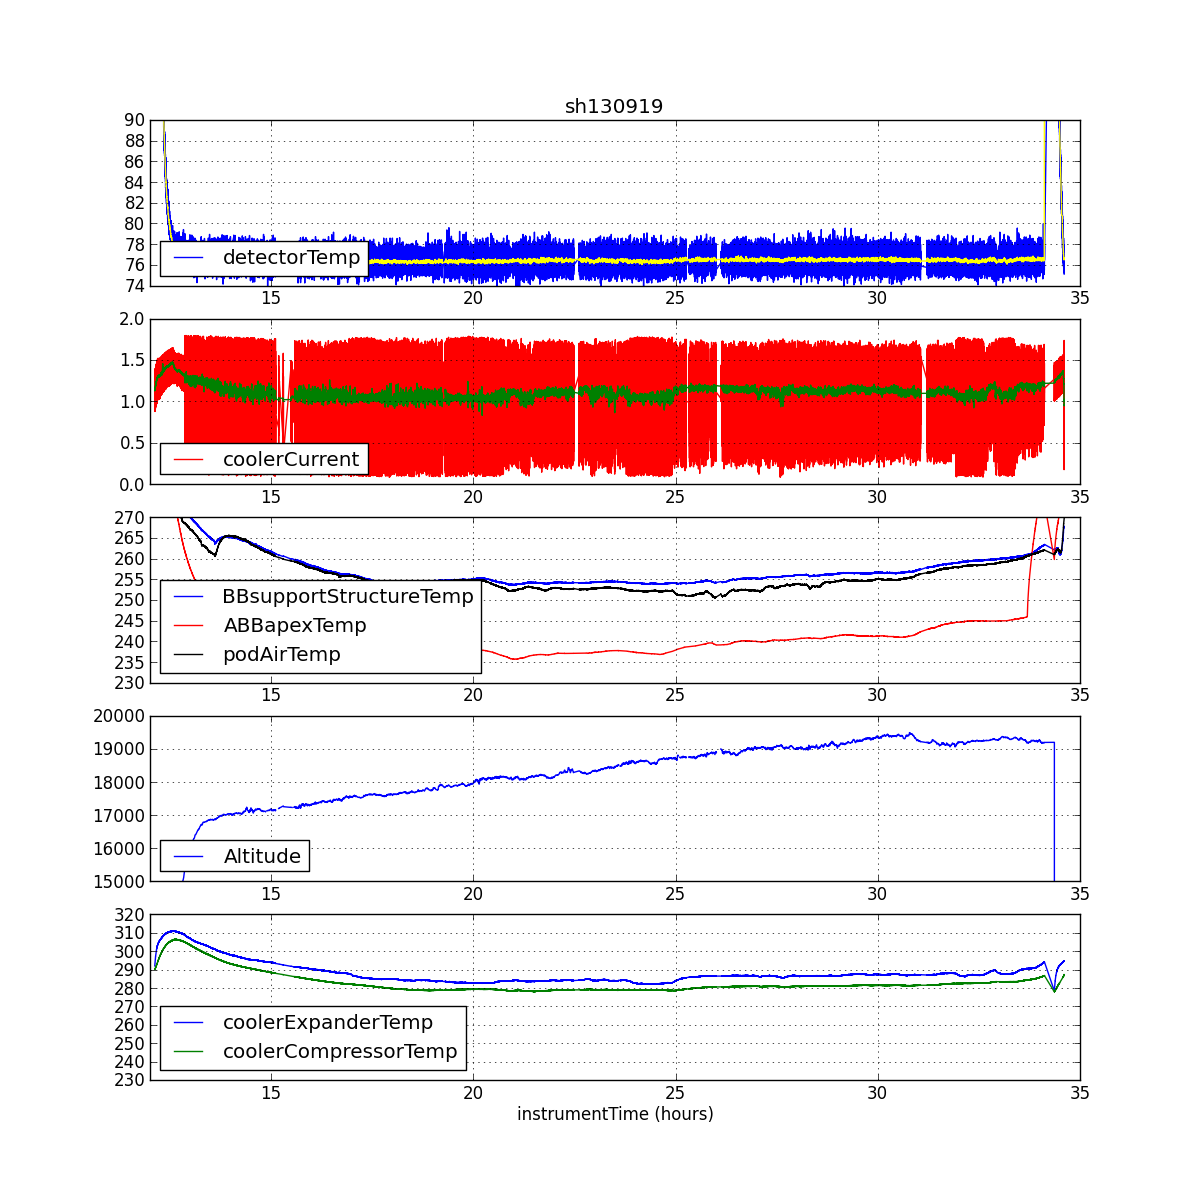 sh130919
90
88
86
84
82
80
78
76
74
detectorTemp
15 20 25 30 35
2.0
1.5
1.0
0.5
0.0
coolerCurrent
15 20 25 30 35
270
265
260
255
250
245
240
235
230
BBsupportStructureTemp
ABBapexTemp
podAirTemp
15 20 25 30 35
20000
19000
18000
17000
16000
15000
Altitude
15 20 25 30 35
320
310
300
290
280
270
260
250
240
230
coolerExpanderTemp
coolerCompressorTemp
15 20 25 30 35
instrumentTime (hours)